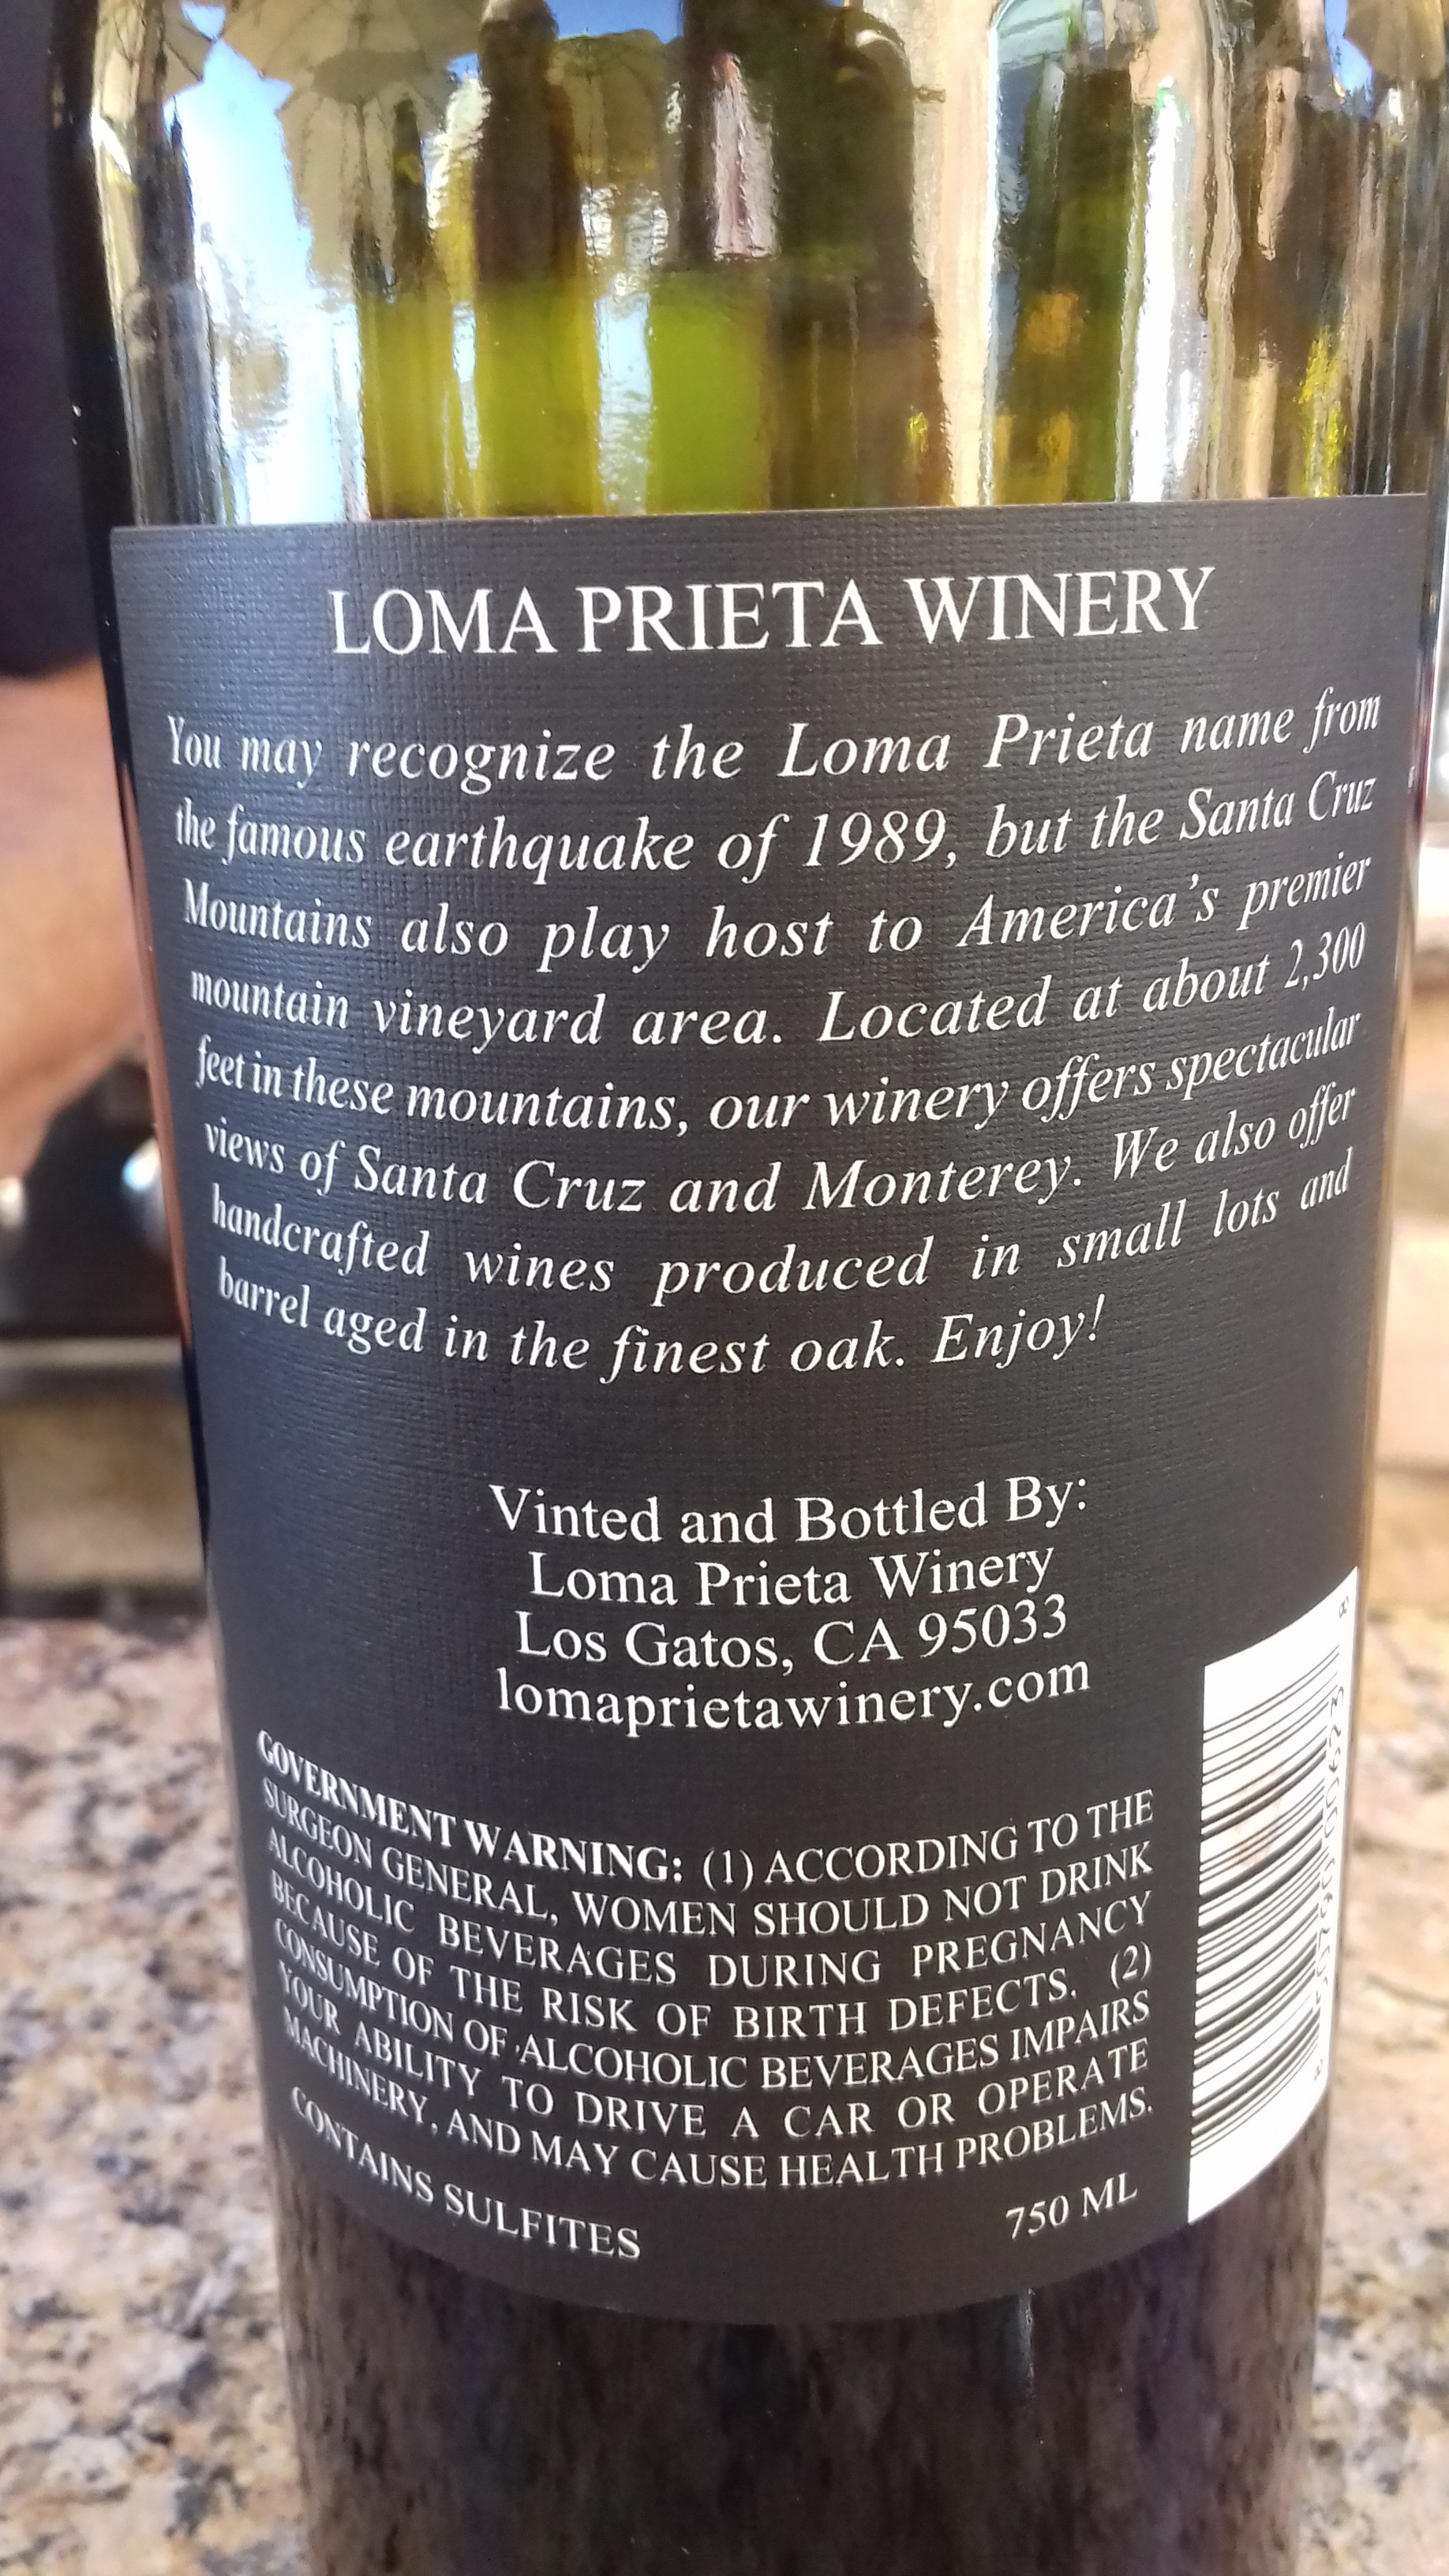 LOMA PRIETA WINERY
You may recognize the Loma Prieta name from
the famous earthquake of 1989, but the Santa Cruz
Mountains also play host to America's premier
mountain vineyard area. Located at about 2,300
feet in these mountains, our winery offers spectacular
views of Santa Cruz and Monterey. We also offer
handcrafted wines produced in small lots and
barrel aged in the finest oak. Enjoy!
Vinted and Bottled By:
Loma Prieta Winery
Los Gatos, CA 95033
lomaprietawinery.com
GOVERNMENT WARNING: (1) ACCORDING TO THE
SURGEON GENERAL, WOMEN SHOULD NOT DRINK
ALCOHOLIC BEVERAGES DURING PREGNANCY
BECAUSE OF THE RISK OF BIRTH DEFECTS. (2)
CONSUMPTION OF ALCOHOLIC BEVERAGES IMPAIRS
YOUR ABILITY TO DRIVE A CAR OR OPERATE
MACHINERY, AND MAY CAUSE HEALTH PROBLEMS.
CONTAINS SULFITES
750 ML